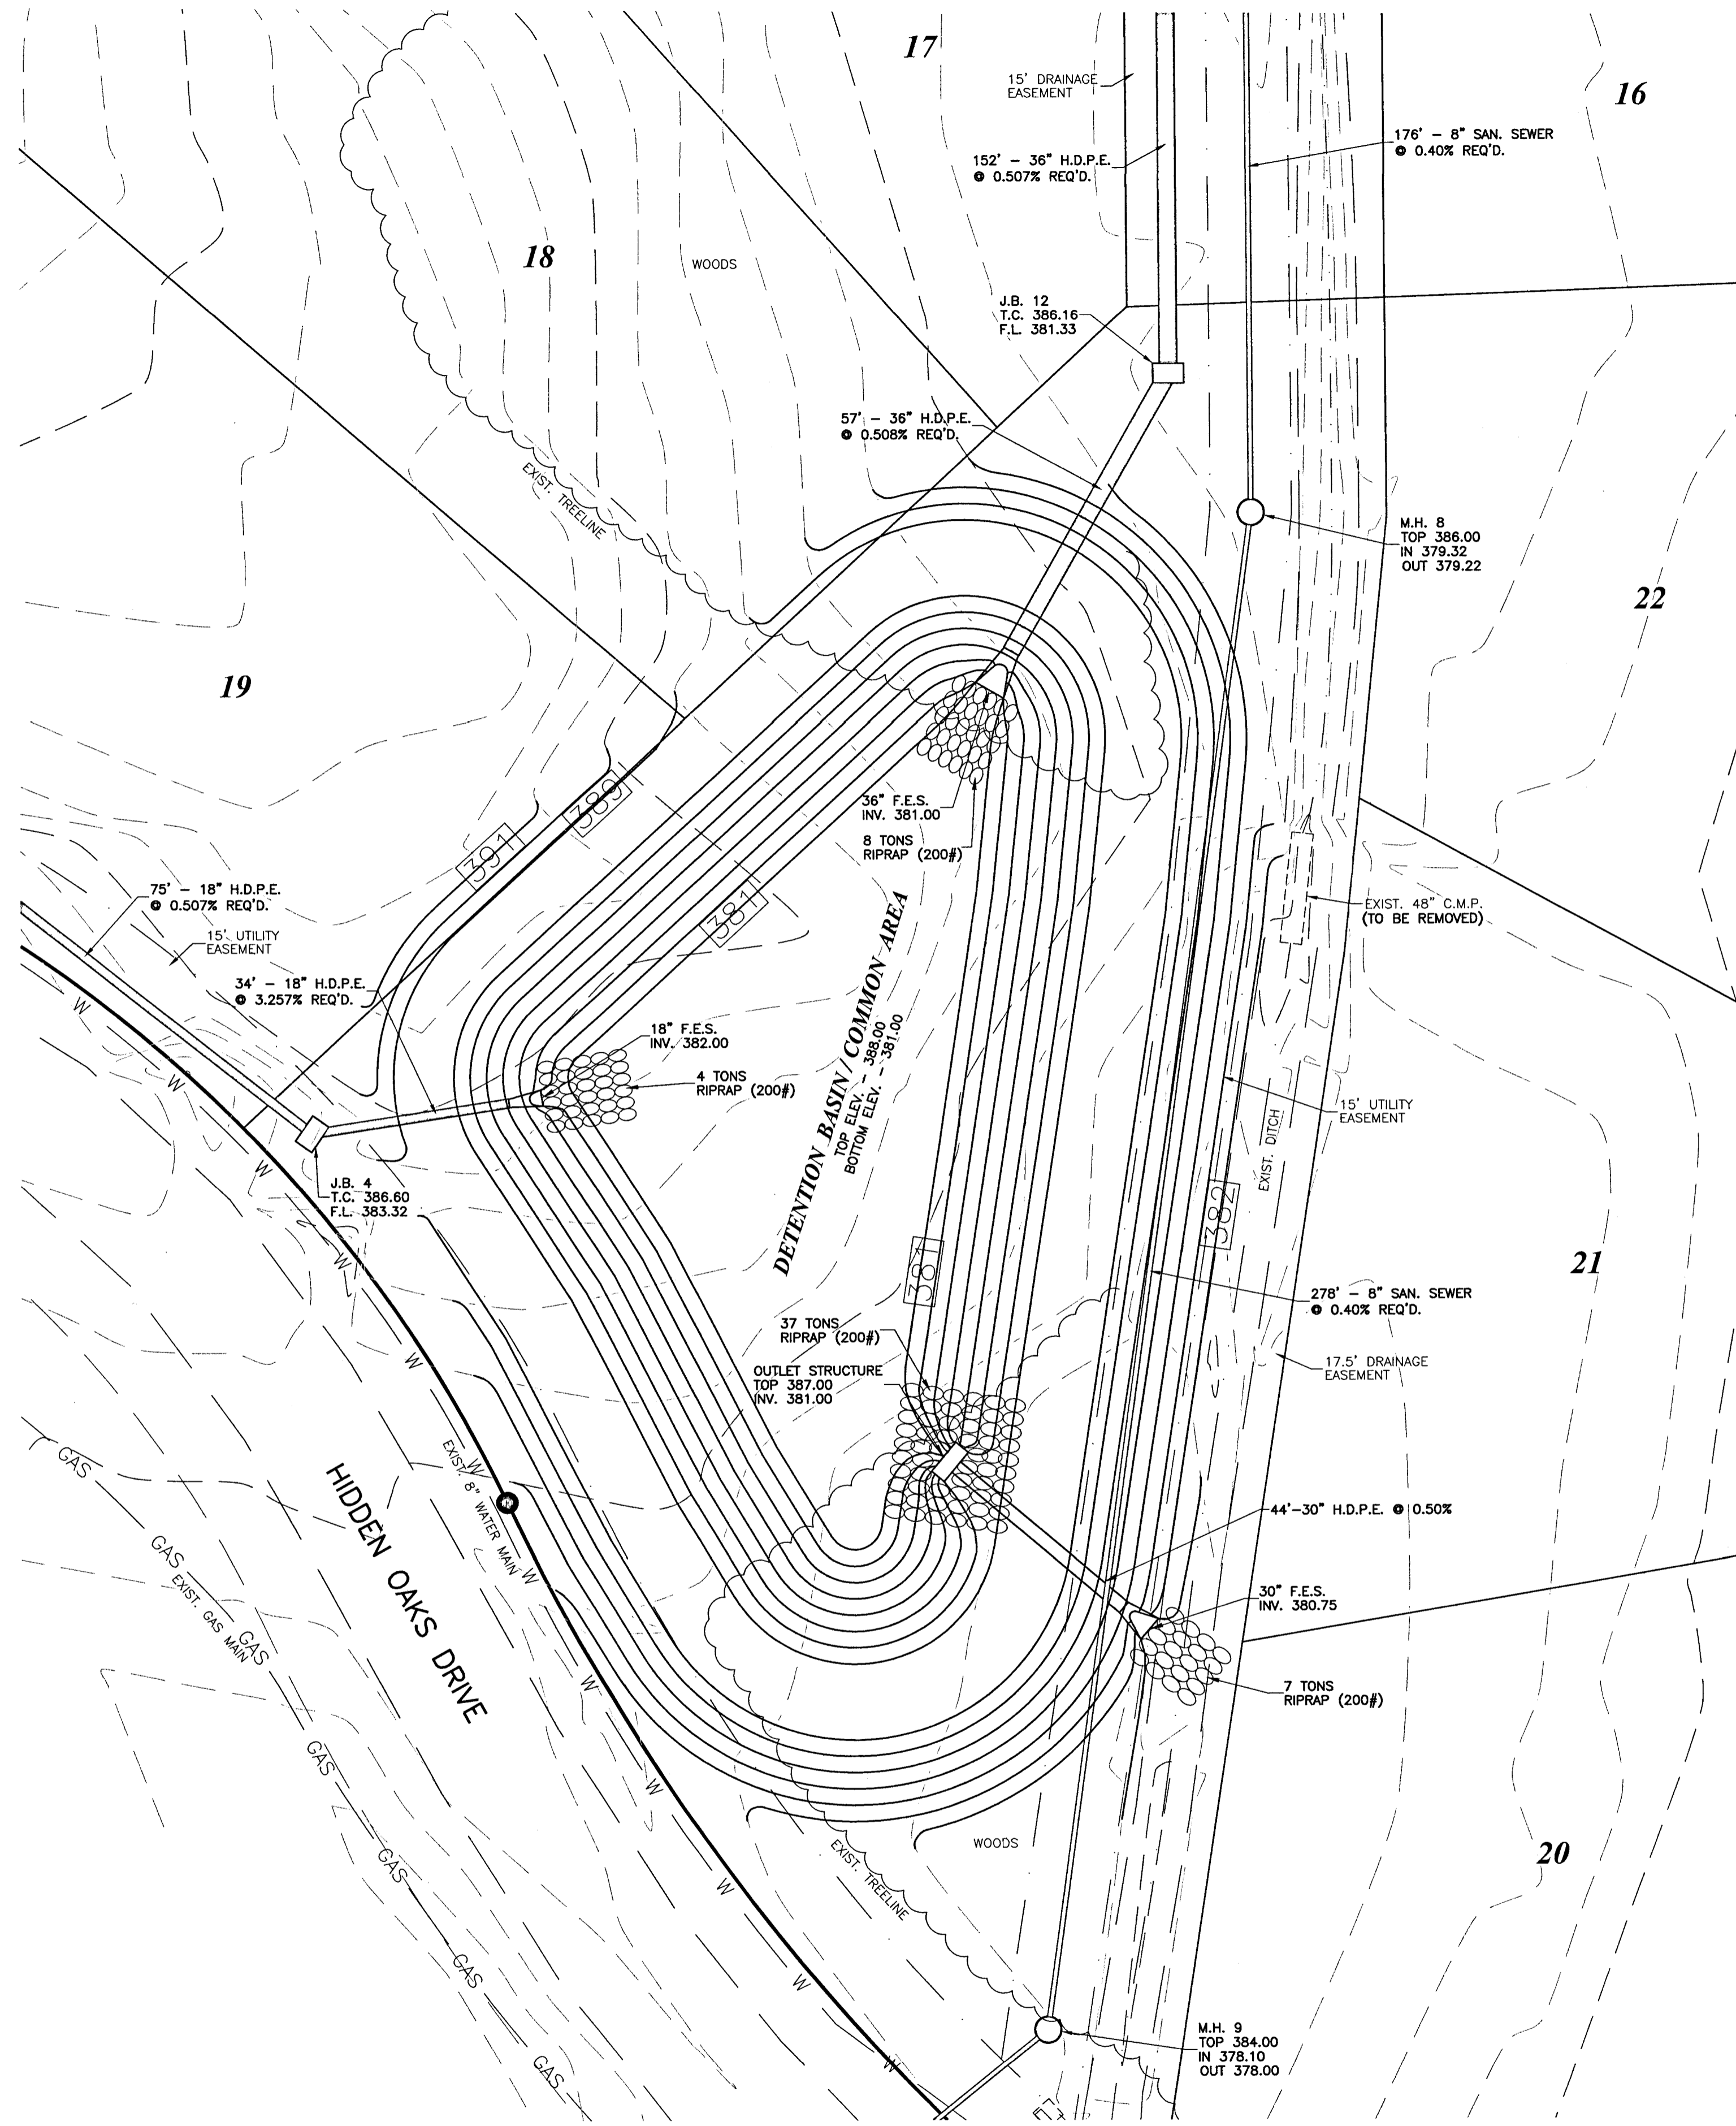 17
16
15' DRAINAGE
EASEMENT
176' - 8" SAN. SEWER
@ 0.40% REQ'D.
152' - 36" H.D.P.E.
@ 0.507% REQ'D.
18
WOODS
J.B. 12
T.C. 386.16
F.L. 381.33
57' - 36" H.D.P.E.
@ 0.508% REQ'D.
EXIST. TREELINE
M.H. 8
TOP 386.00
IN 379.32
OUT 379.22
22
19
36" F.E.S.
INV. 381.00
389
391
8 TONS
RIPRAP (200#)
381
75' - 18" H.D.P.E.
@ 0.507% REQ'D.
EXIST. 48" C.M.P.
(TO BE REMOVED)
15' UTILITY
EASEMENT
34' - 18" H.D.P.E.
@ 3.257% REQ'D.
W
18" F.E.S.
INV. 382.00
DETENTION BASIN / COMMON AREA
TOP ELEV. - 388.00
BOTTOM ELEV. - 381.00
4 TONS
RIPRAP (200#)
W
15' UTILITY
EASEMENT
EXIST. DITCH
W
J.B. 4
T.C. 386.60
F.L. 383.32
382
W
381
21
278' - 8" SAN. SEWER
@ 0.40% REQ'D.
37 TONS
RIPRAP (200#)
W
17.5' DRAINAGE
EASEMENT
OUTLET STRUCTURE
TOP 387.00
INV. 381.00
GAS
W
EXIST. 8" WATER MAIN
W
HIDDEN OAKS DRIVE
44'-30" H.D.P.E. @ 0.50%
GAS
EXIST. GAS MAIN
GAS
30" F.E.S.
INV. 380.75
W
7 TONS
RIPRAP (200#)
GAS
W
WOODS
EXIST. TREELINE
20
GAS
W
GAS
W
M.H. 9
TOP 384.00
IN 378.10
OUT 378.00
W
GAS